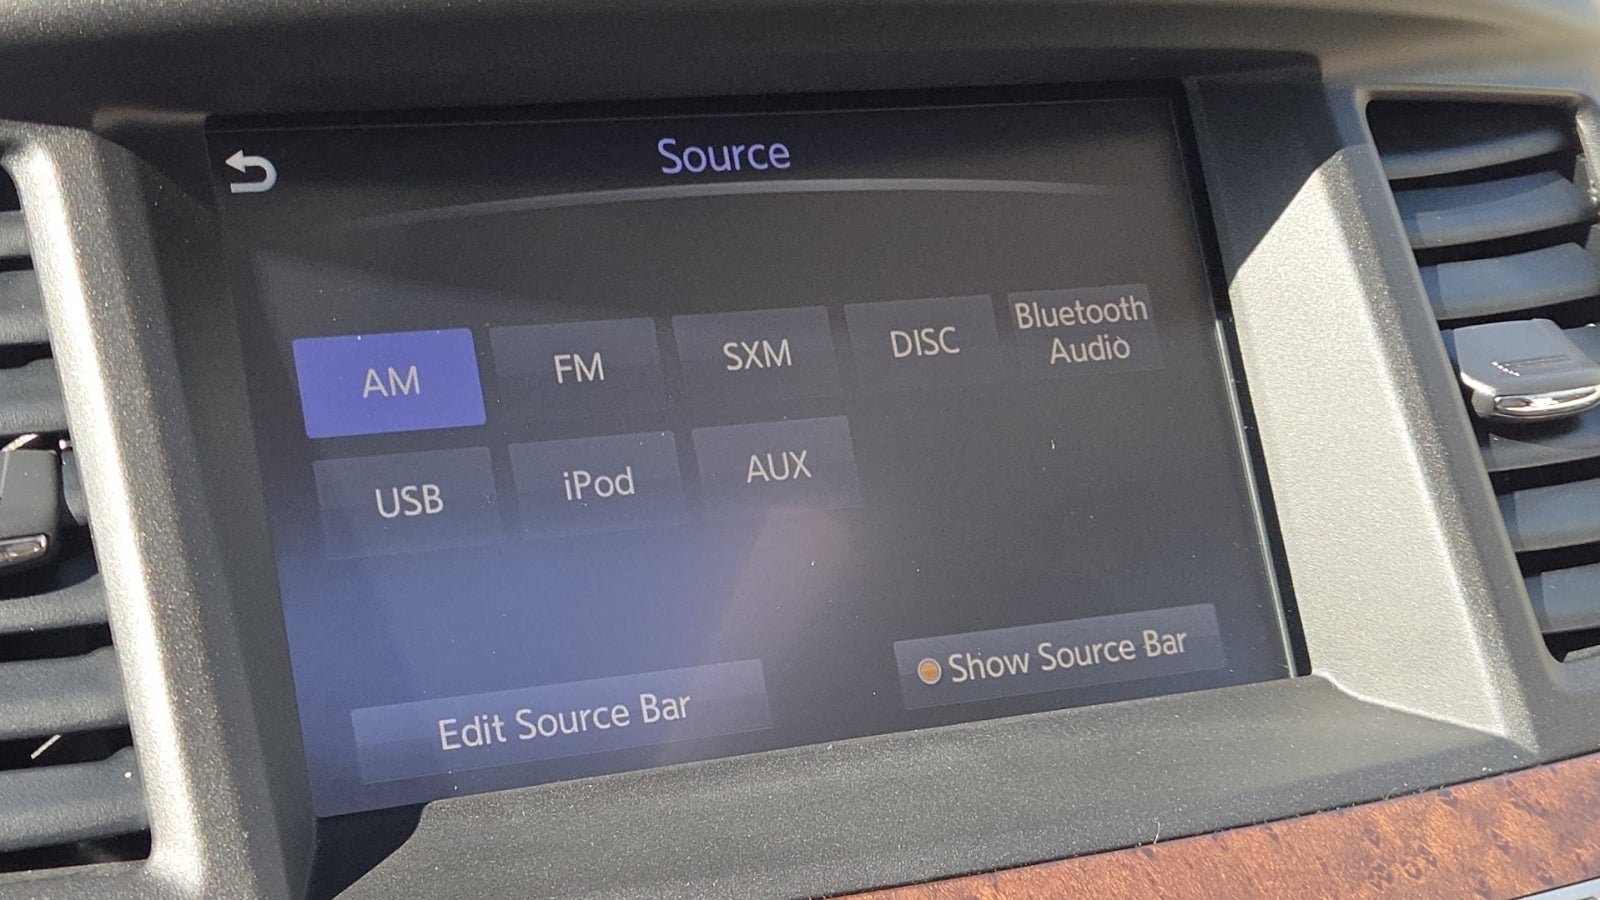 Source
AM
FM
SXM
DISC
Bluetooth
Audio
USB
iPod
AUX
Edit Source Bar
Show Source Bar